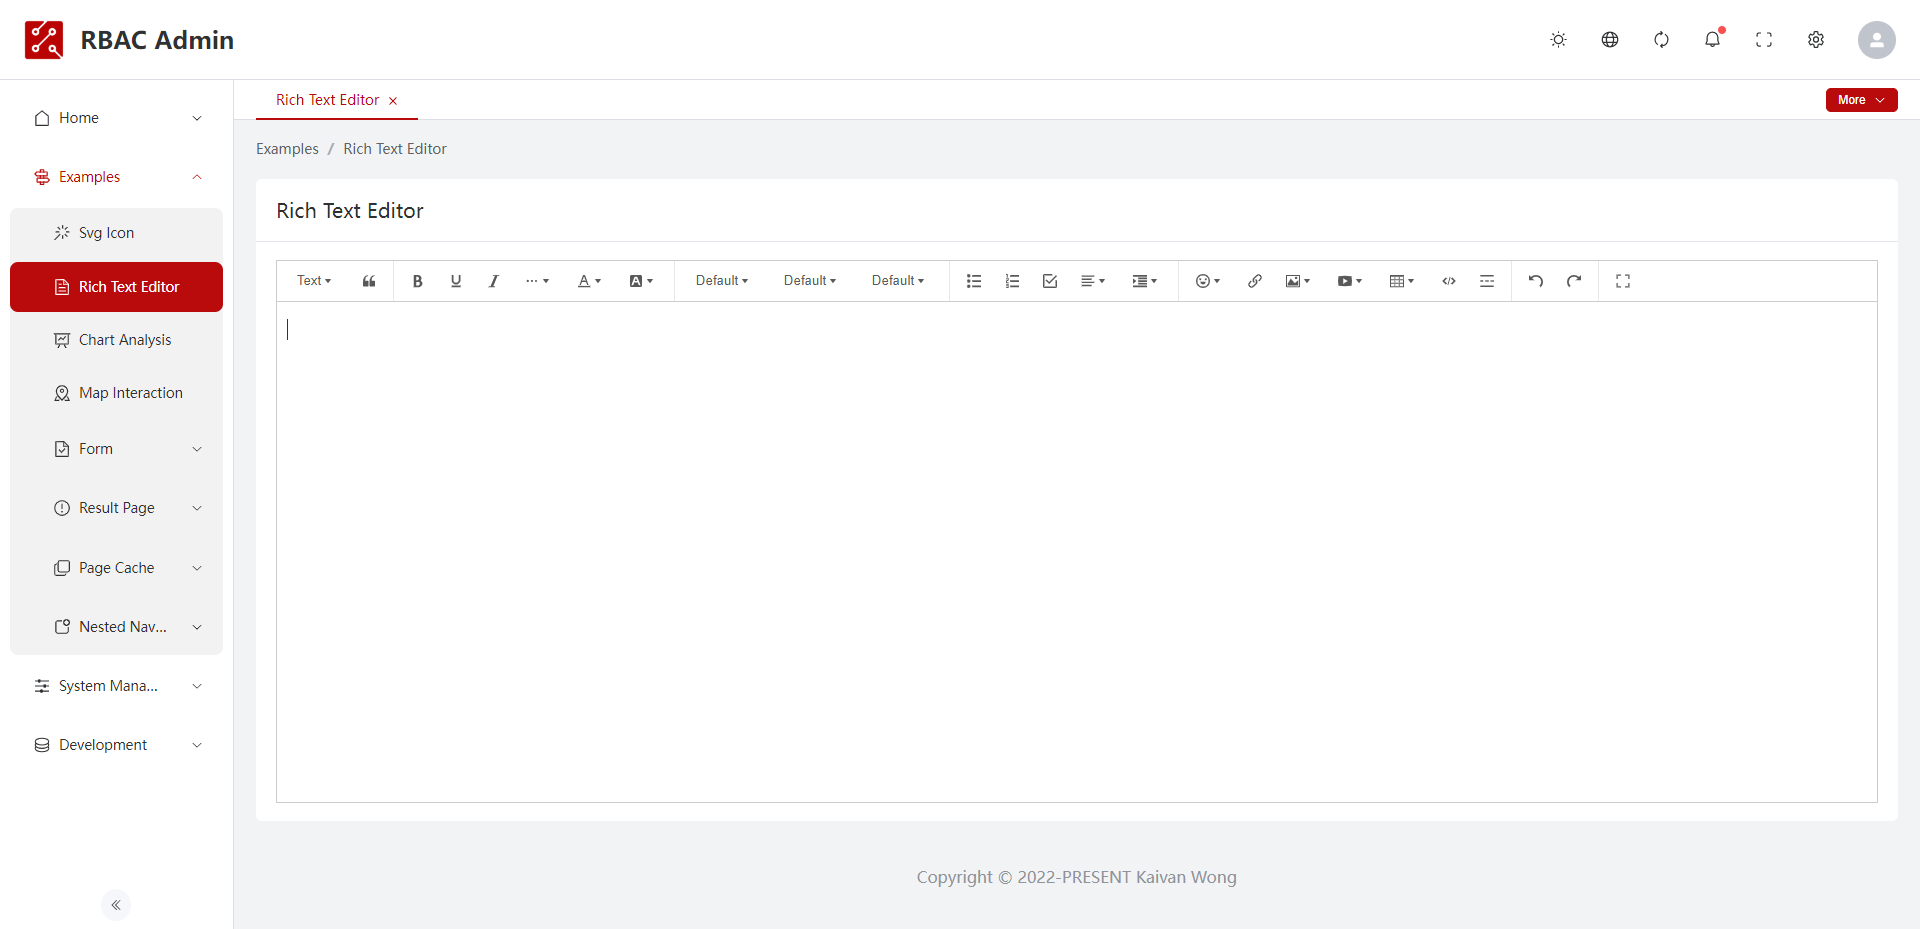 RBAC Admin
Home
Examples
Svg Icon
Rich Text Editor
Chart Analysis
Map Interaction
Form
Result Page
Page Cache
Nested Nav...
System Mana...
Development
Rich Text Editor
More
Examples / Rich Text Editor
Rich Text Editor
Text B U I ... A A Default Default Default
Copyright © 2022-PRESENT Kaivan Wong